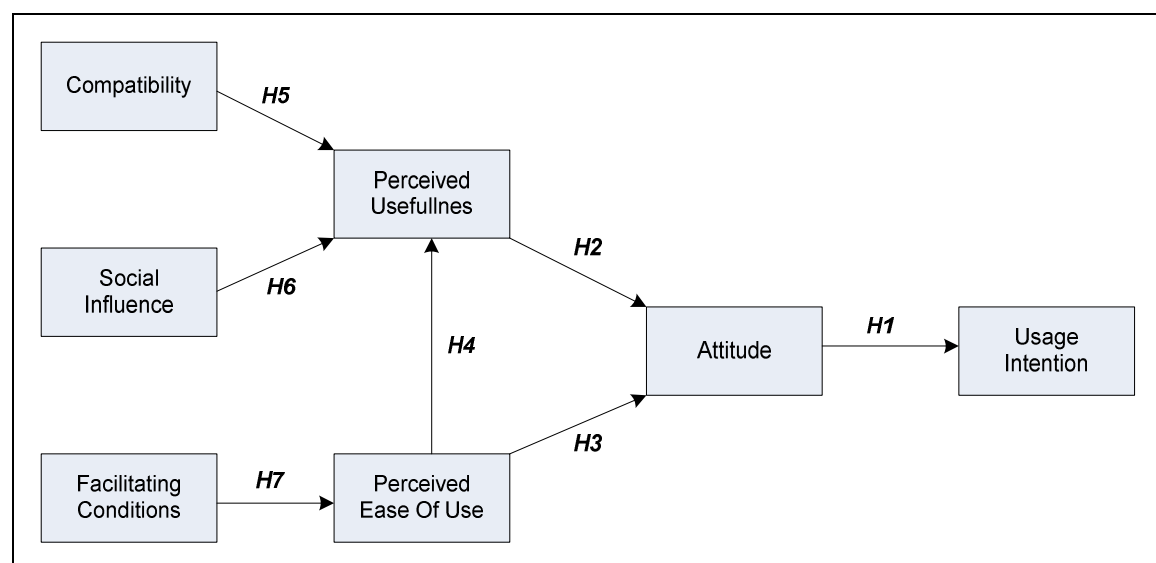 Compatibility
H5
Perceived
Usefullnes
H2
Social
Influence
H6
H4
Attitude
H1
Usage
Intention
H3
Facilitating
Conditions
H7
Perceived
Ease Of Use